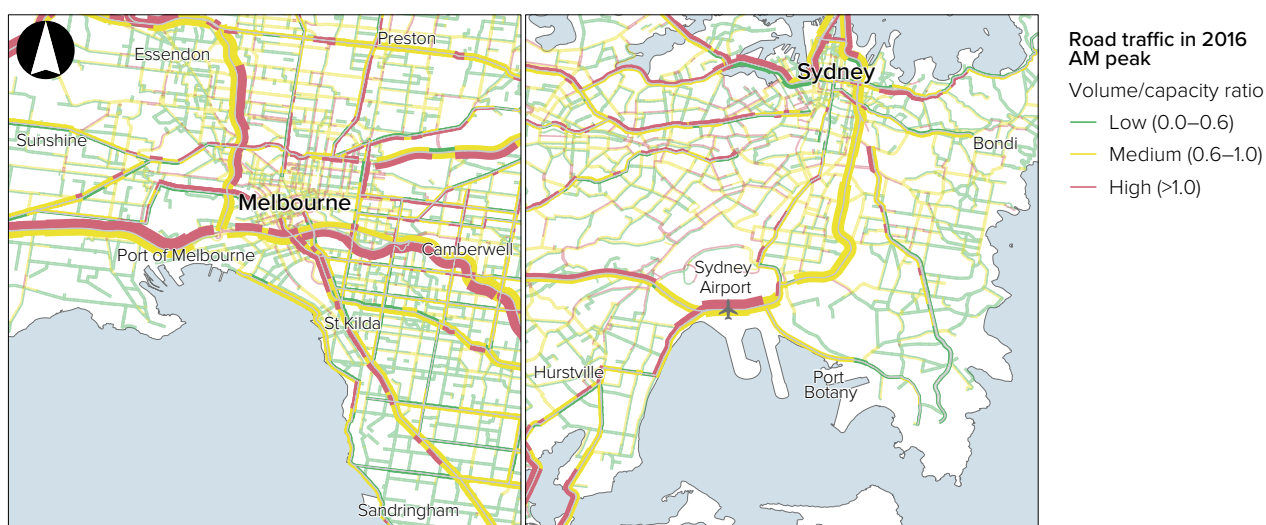 Essendon
Preston
Sunshine
Melbourne
Port of Melbourne
Camberwell
St Kilda
Sandringham
Sydney
Bondi
Sydney
Airport
Hurstville
Port
Botany
Road traffic in 2016
AM peak
Volume/capacity ratio
Low (0.0–0.6)
Medium (0.6–1.0)
High (>1.0)